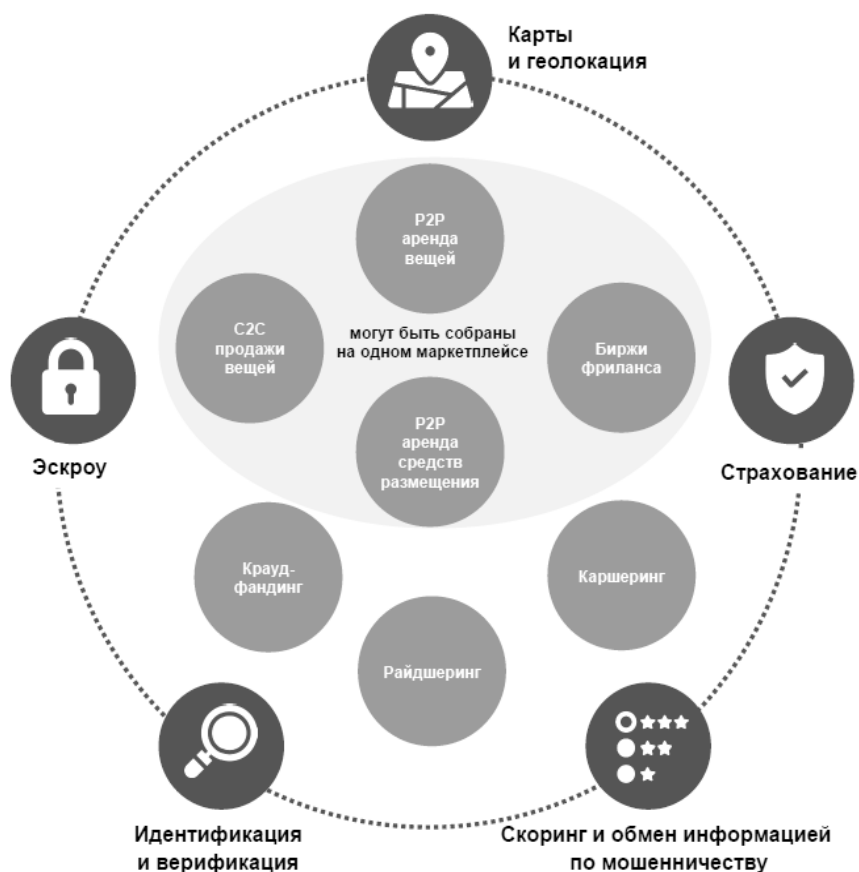 Карты
и геолокация
P2P
аренда
вещей
C2C
продажи
вещей
могут быть собраны
на одном маркетплейсе
Биржи
фриланса
P2P
аренда
средств
размещения
Эскроу
Страхование
Крауд-
фандинг
Каршеринг
Райдшеринг
Идентификация
и верификация
Скоринг и обмен информацией
по мошенничеству